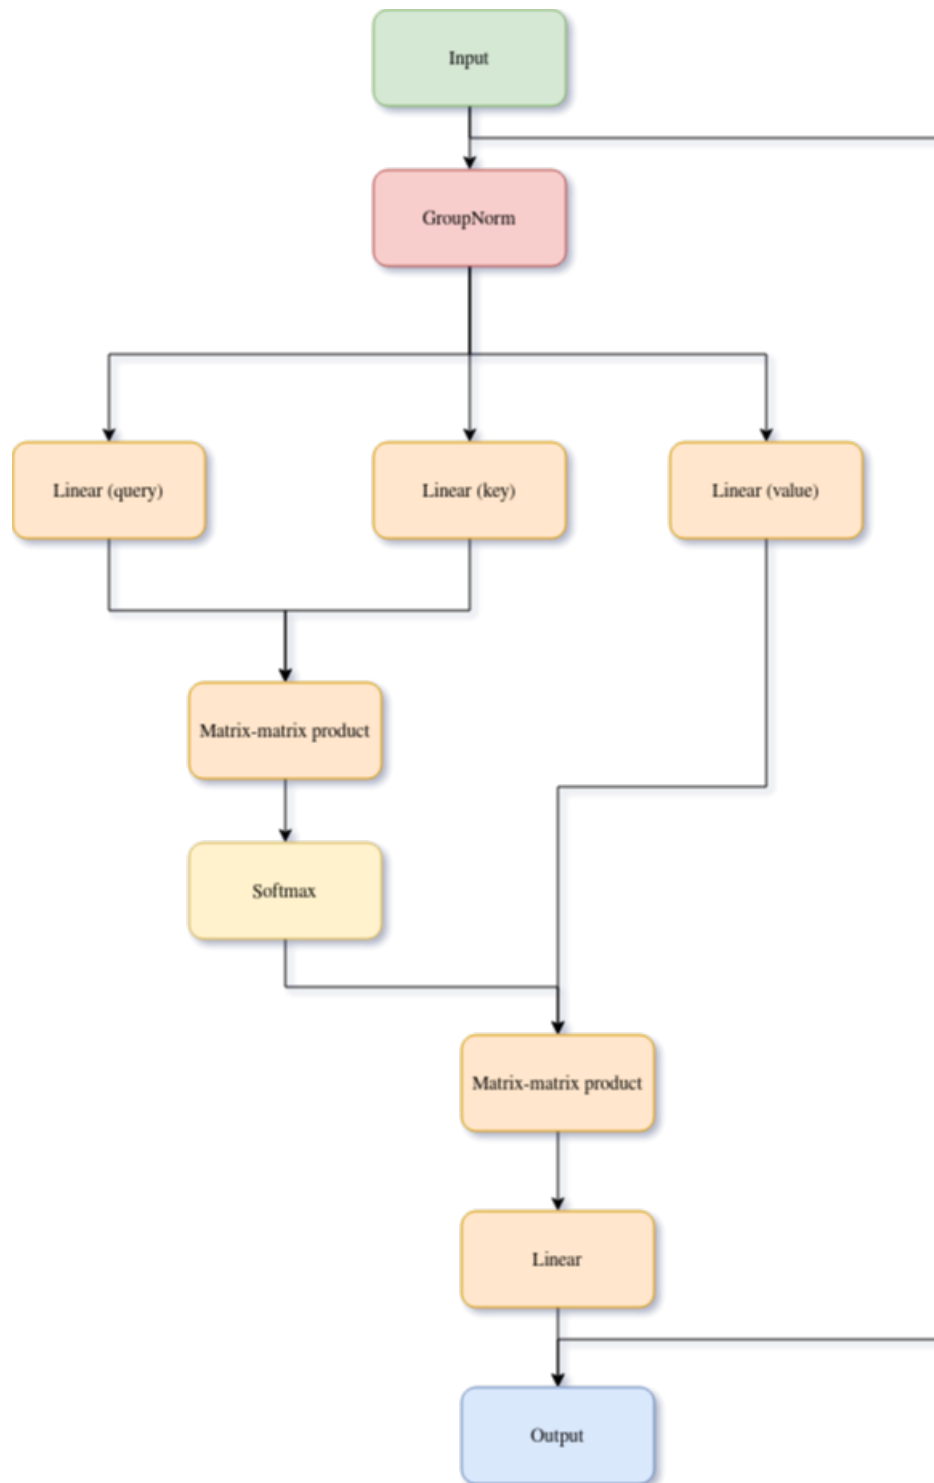 Input
GroupNorm
Linear (query)
Linear (key)
Linear (value)
Matrix-matrix product
Softmax
Matrix-matrix product
Linear
Output